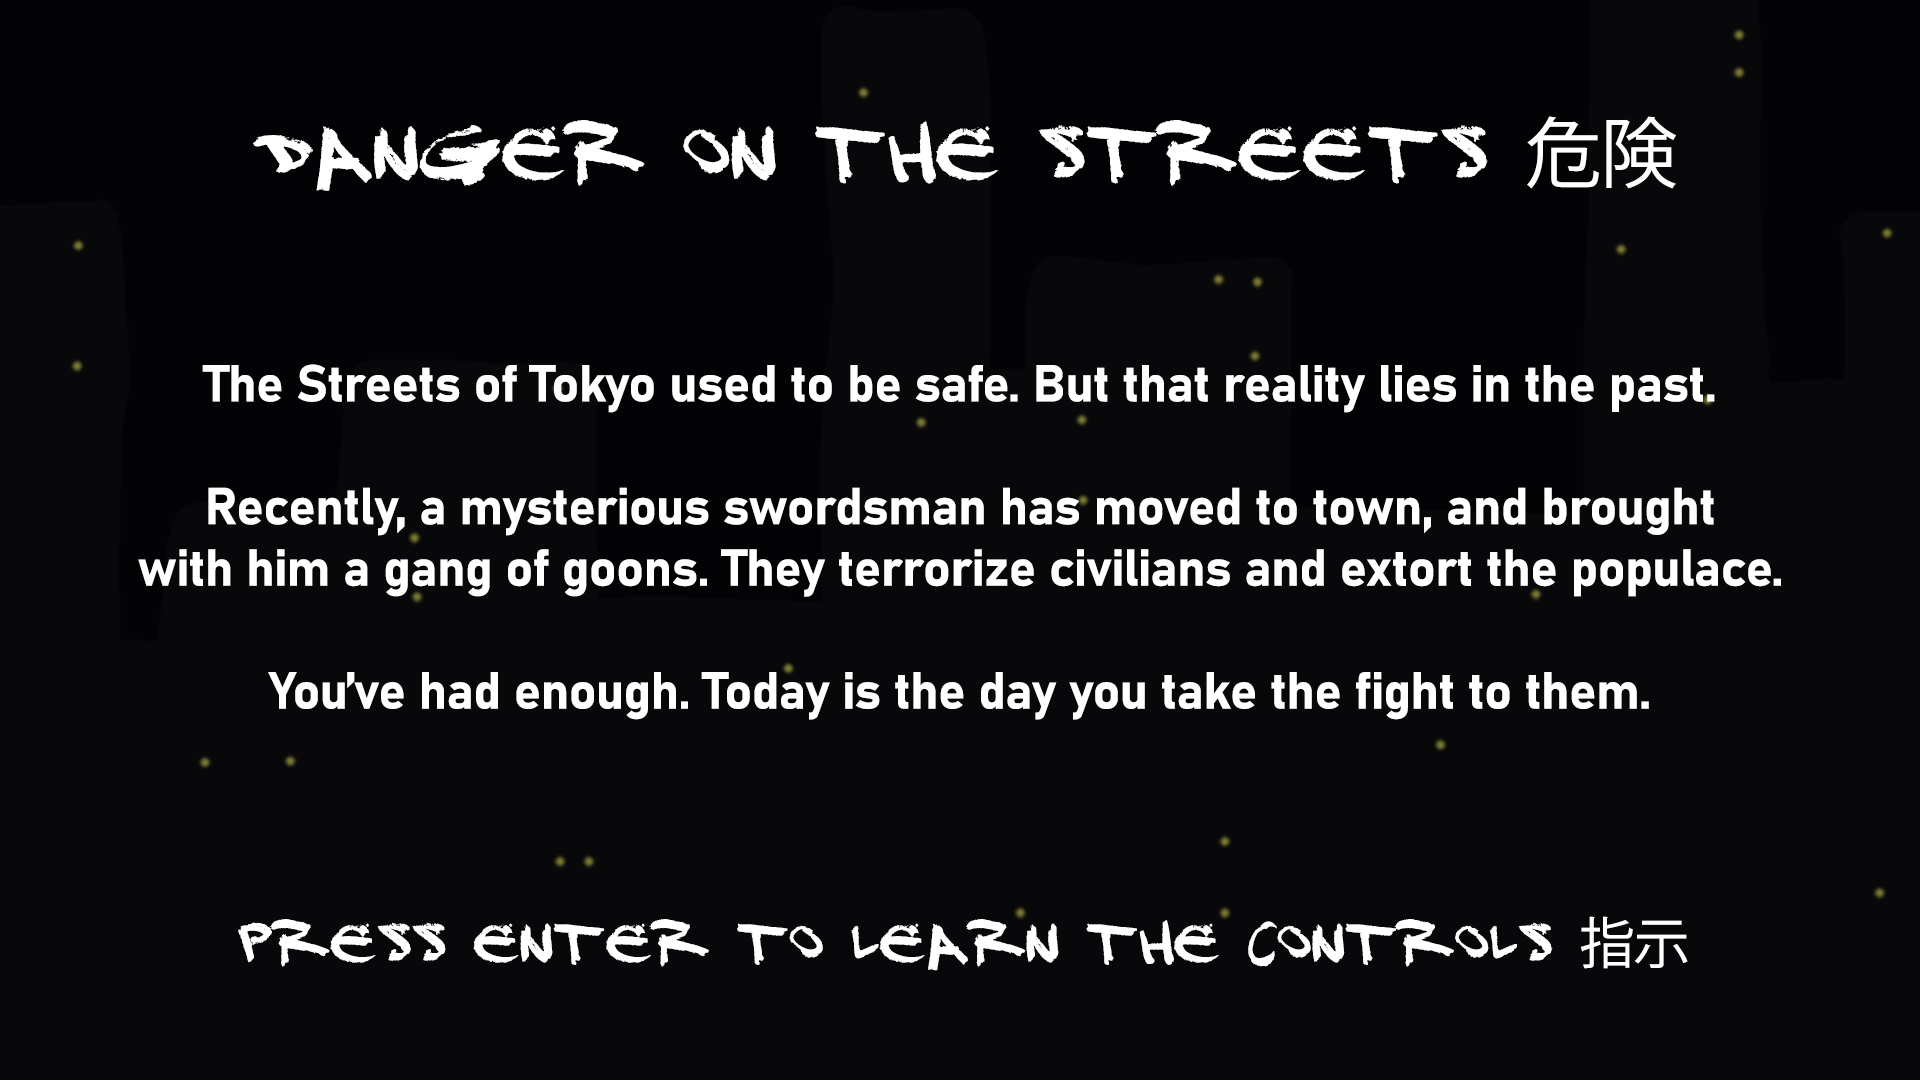 DANGER ON THE STREETS 危険
The Streets of Tokyo used to be safe. But that reality lies in the past.
Recently, a mysterious swordsman has moved to town, and brought
with him a gang of goons. They terrorize civilians and extort the populace.
You’ve had enough. Today is the day you take the fight to them.
PRESS ENTER TO LEARN THE CONTROLS 指示